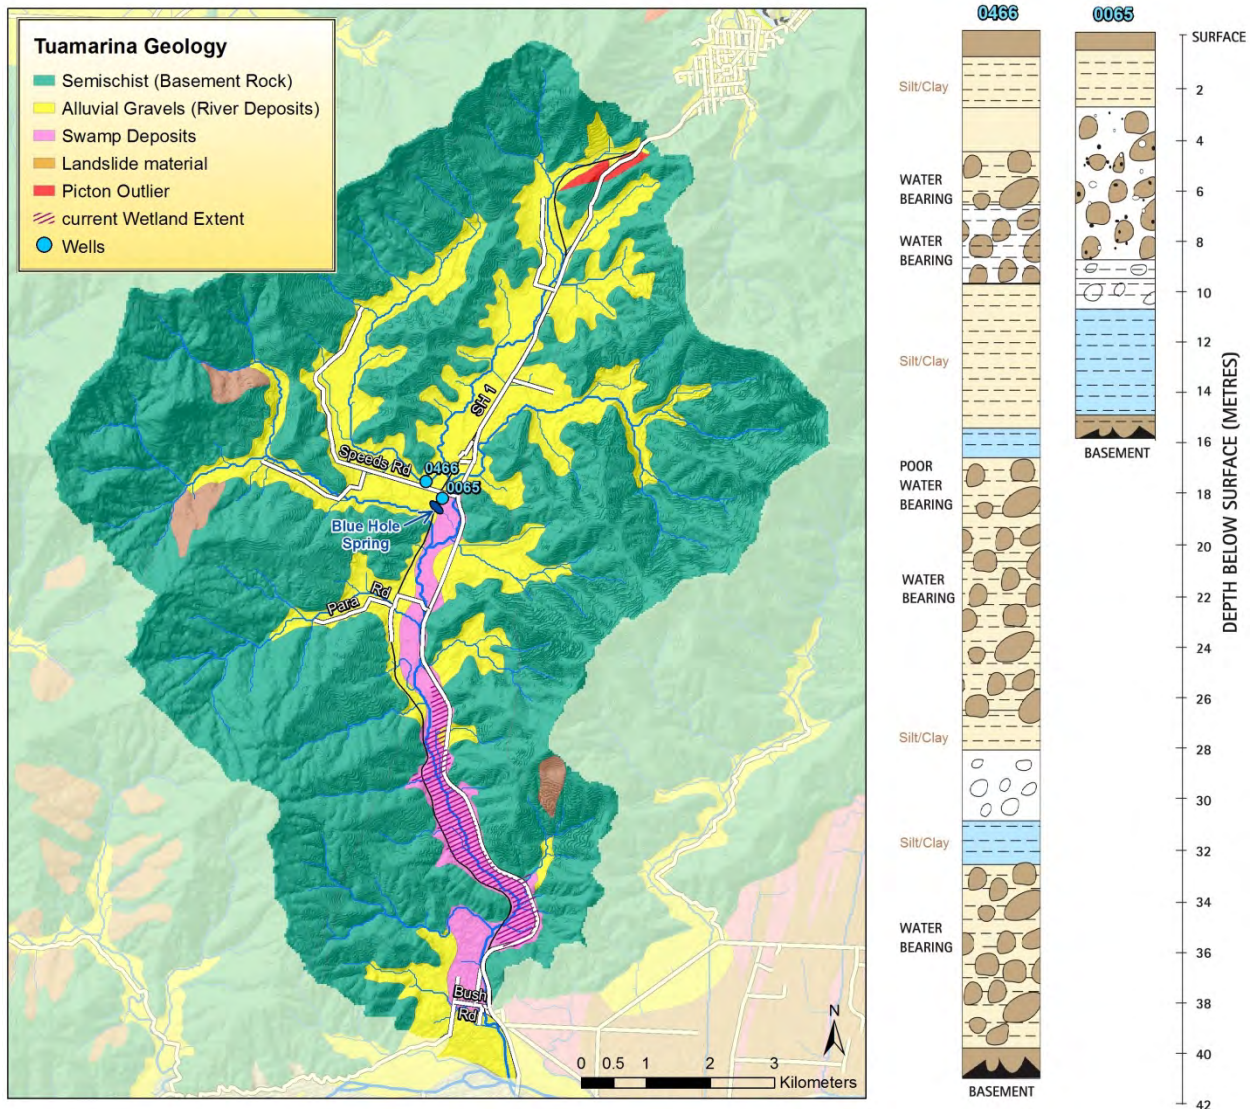 Tuamarina Geology
Semischist (Basement Rock)
Alluvial Gravels (River Deposits)
Swamp Deposits
Landslide material
Picton Outlier
current Wetland Extent
Wells
SH 1
Speeds Rd
0466
0065
Blue Hole
Spring
Para Rd
Bush
Rd
N
0 0.5 1 2 3
Kilometers
0466
Silt/Clay
WATER
BEARING
WATER
BEARING
Silt/Clay
POOR
WATER
BEARING
WATER
BEARING
Silt/Clay
Silt/Clay
WATER
BEARING
BASEMENT
0065
BASEMENT
SURFACE
2
4
6
8
10
12
14
16
18
20
22
24
26
28
30
32
34
36
38
40
42
DEPTH BELOW SURFACE (METRES)